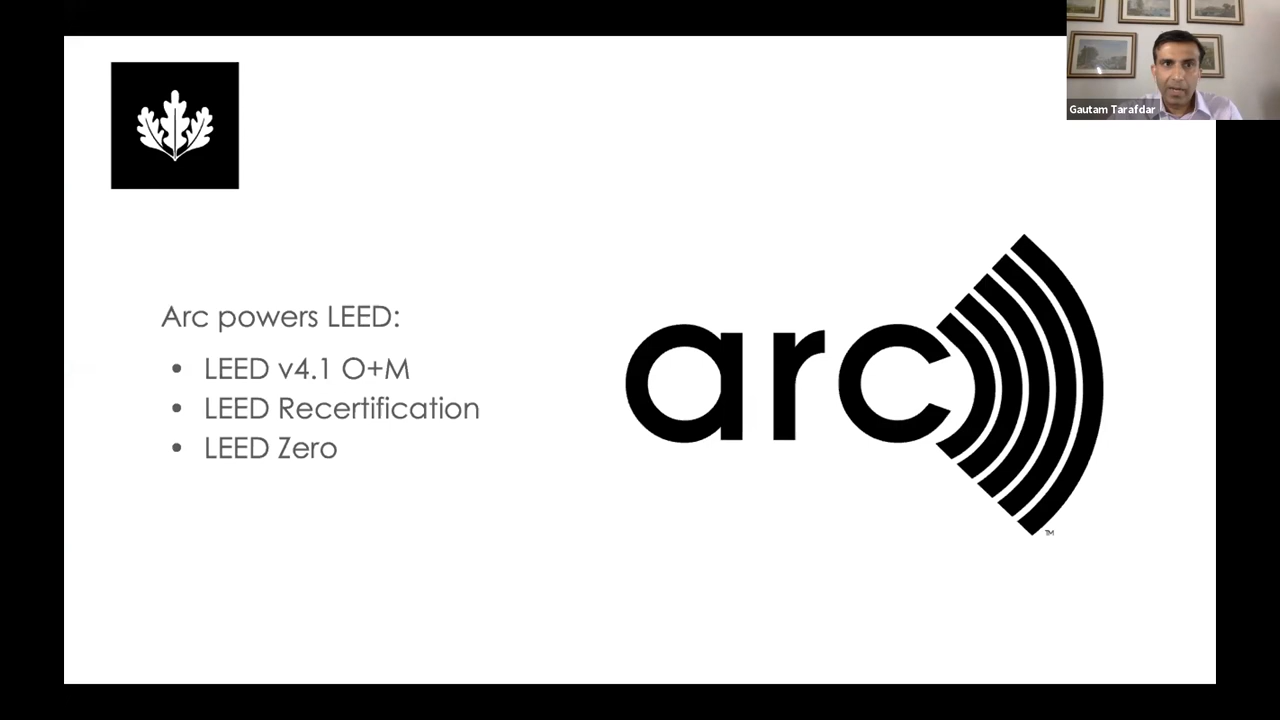 Gautam Tarafdar
Arc powers LEED:
• LEED v4.1 O+M
• LEED Recertification
• LEED Zero
arc
TM